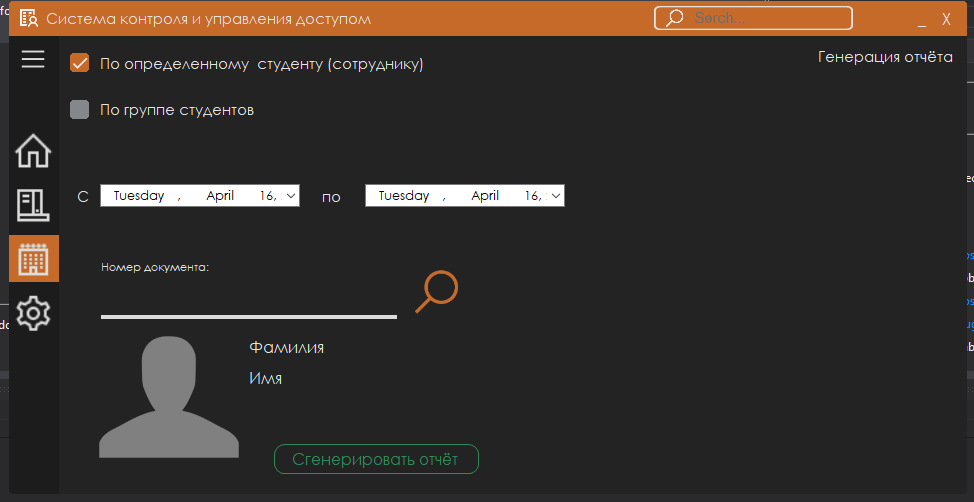 Система контроля и управления доступом
Serch...
_ X
По определенному студенту (сотруднику)
Генерация отчёта
По группе студентов
С Tuesday , April 16, по Tuesday , April 16,
Номер документа:
Фамилия
Имя
Сгенерировать отчёт